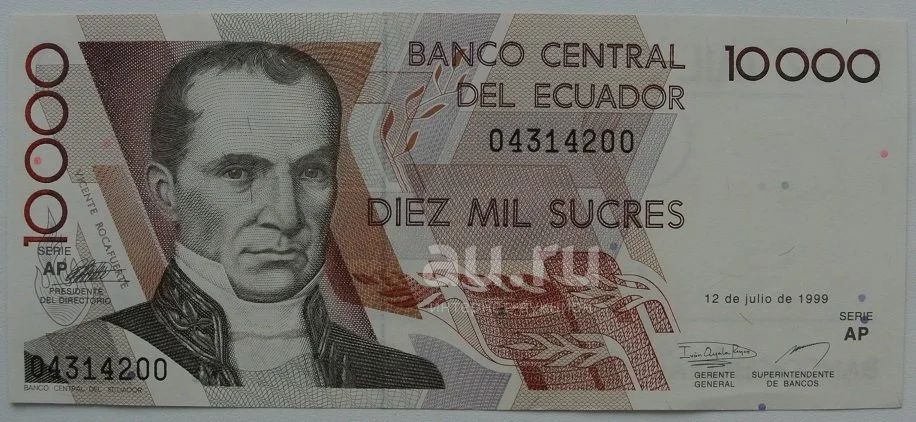 BANCO CENTRAL
DEL ECUADOR
10000
04314200
DIEZ MIL SUCRES
10000
VICENTE ROCAFUERTE
SERIE
AP
PRESIDENTE
DEL DIRECTORIO
au.ru
12 de julio de 1999
SERIE
AP
GERENTE
GENERAL
SUPERINTENDENTE
DE BANCOS
04314200
BANCO CENTRAL DEL ECUADOR